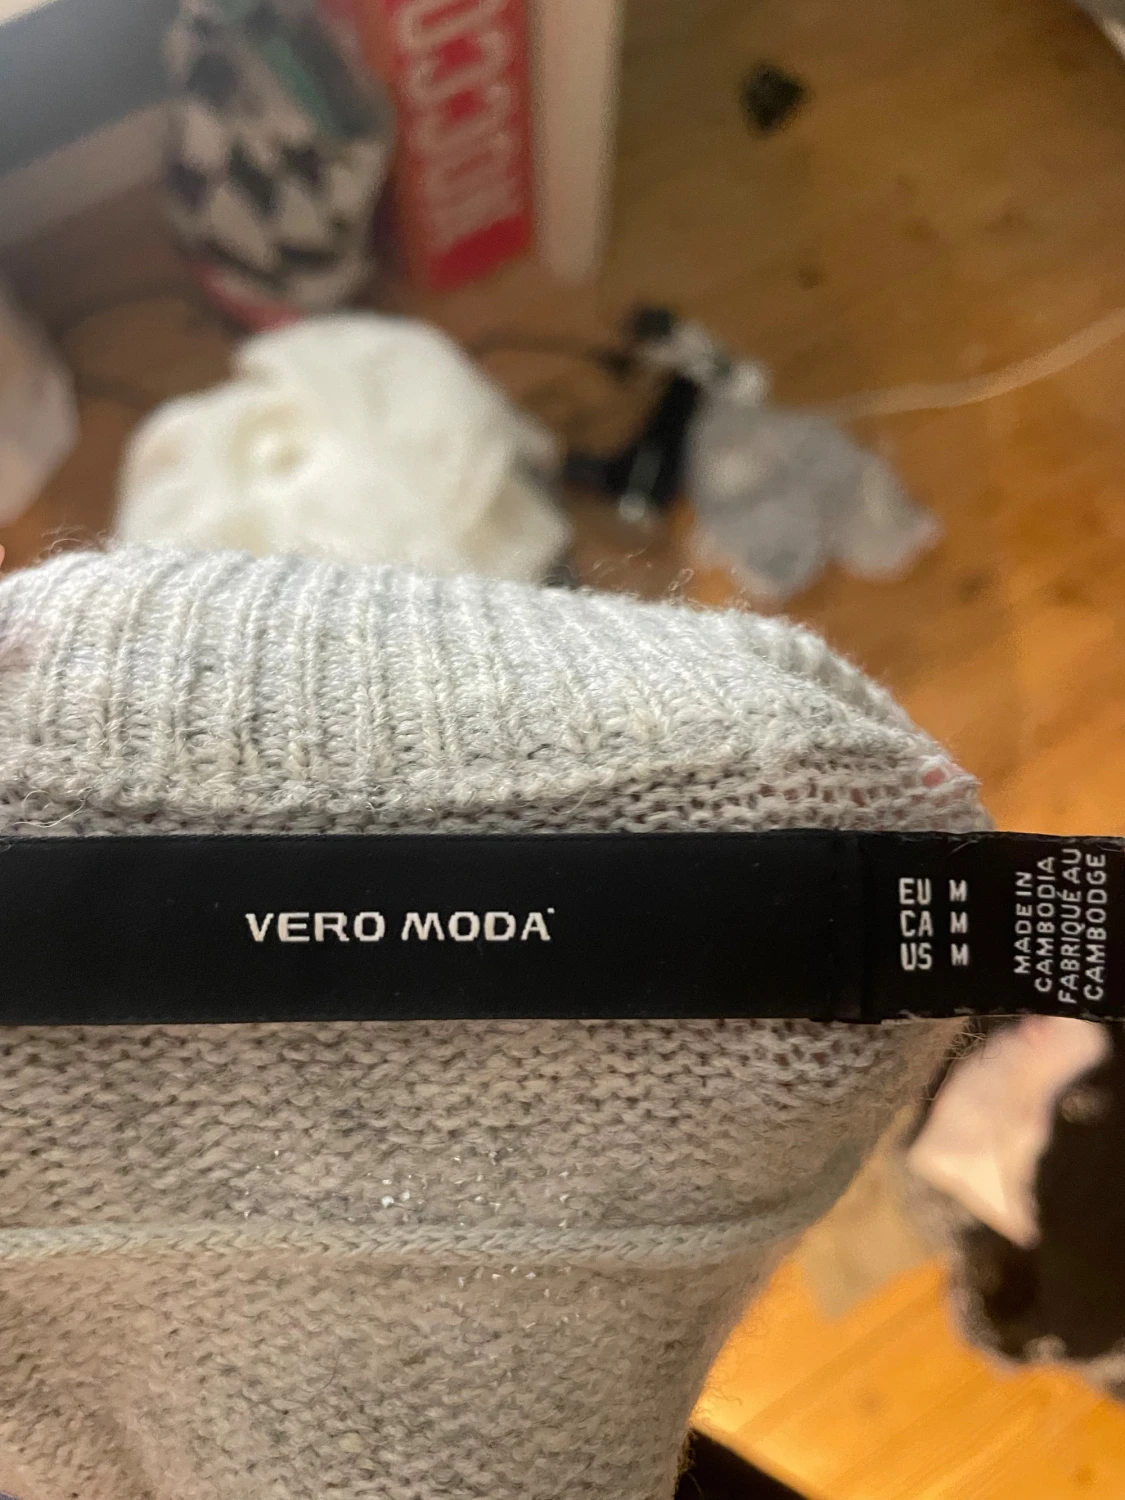 VERO MODA
EU M
CA M
US M
MADE IN
CAMBODIA
FABRIQUÉ AU
CAMBODGE